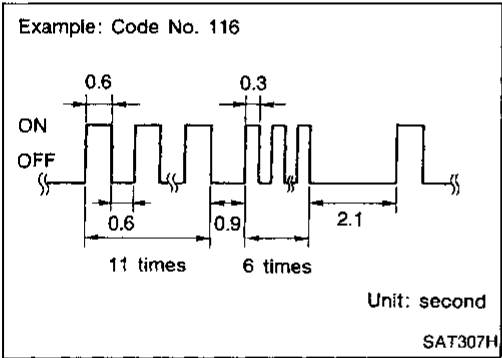 Example: Code No. 116
0.6
0.3
ON
OFF
0.6
0.9
2.1
11 times
6 times
Unit: second
SAT307H